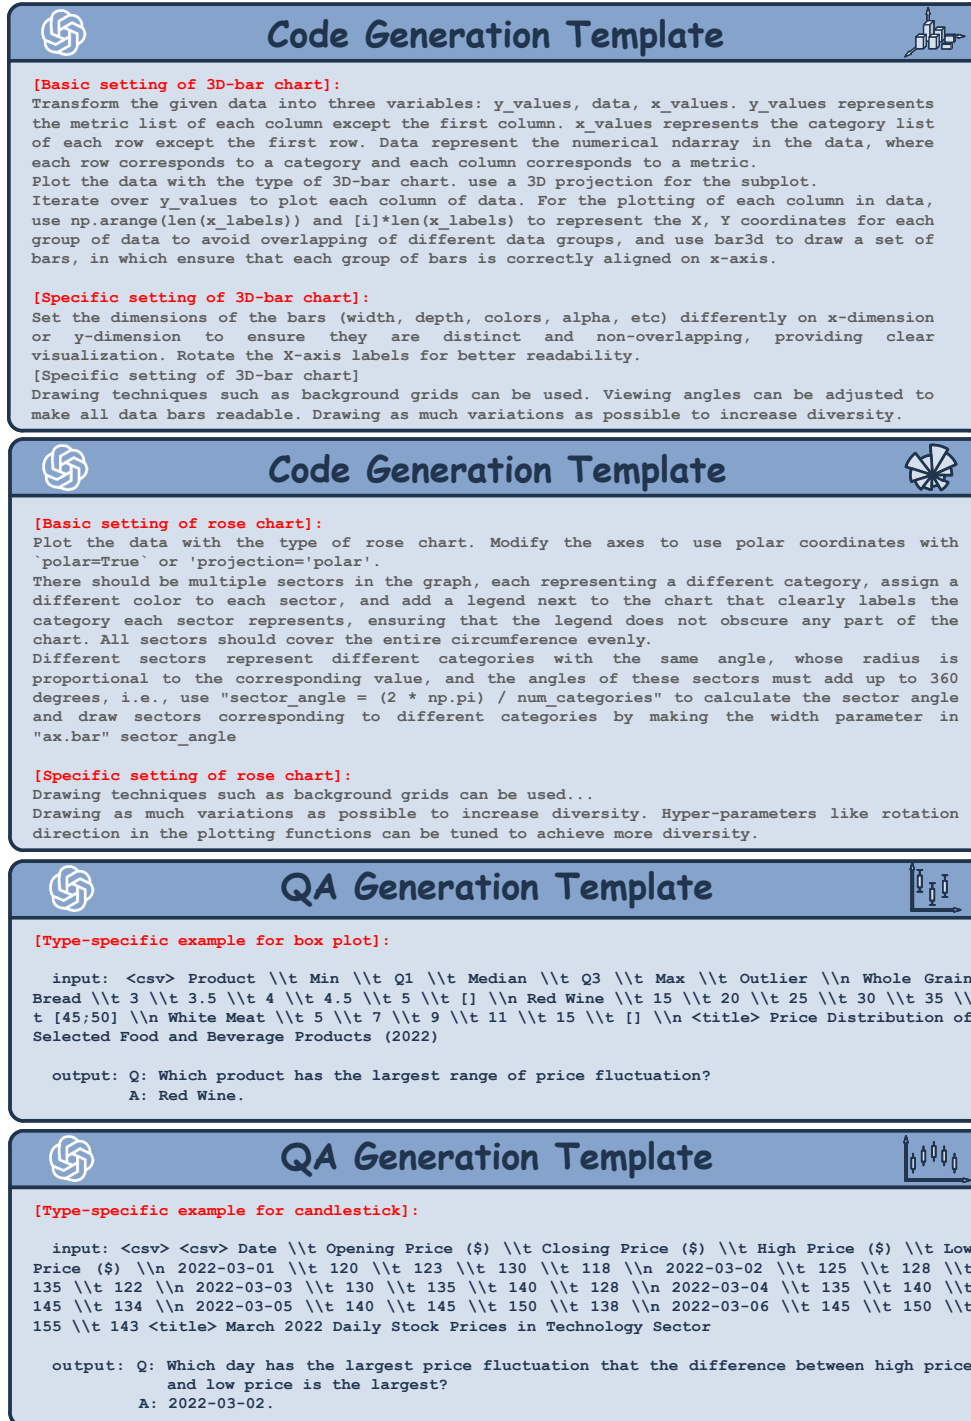 Code Generation Template
[Basic setting of 3D-bar chart]:
Transform the given data into three variables: y_values, data, x_values. y_values represents
the metric list of each column except the first column. x_values represents the category list
of each row except the first row. Data represent the numerical ndarray in the data, where
each row corresponds to a category and each column corresponds to a metric.
Plot the data with the type of 3D-bar chart. use a 3D projection for the subplot.
Iterate over y_values to plot each column of data. For the plotting of each column in data,
use np.arange(len(x_labels)) and [i]*len(x_labels) to represent the X, Y coordinates for each
group of data to avoid overlapping of different data groups, and use bar3d to draw a set of
bars, in which ensure that each group of bars is correctly aligned on x-axis.
[Specific setting of 3D-bar chart]:
Set the dimensions of the bars (width, depth, colors, alpha, etc) differently on x-dimension
or y-dimension to ensure they are distinct and non-overlapping, providing clear
visualization. Rotate the X-axis labels for better readability.
[Specific setting of 3D-bar chart]
Drawing techniques such as background grids can be used. Viewing angles can be adjusted to
make all data bars readable. Drawing as much variations as possible to increase diversity.
Code Generation Template
[Basic setting of rose chart]:
Plot the data with the type of rose chart. Modify the axes to use polar coordinates with
`polar=True` or 'projection='polar'.
There should be multiple sectors in the graph, each representing a different category, assign a
different color to each sector, and add a legend next to the chart that clearly labels the
category each sector represents, ensuring that the legend does not obscure any part of the
chart. All sectors should cover the entire circumference evenly.
Different sectors represent different categories with the same angle, whose radius is
proportional to the corresponding value, and the angles of these sectors must add up to 360
degrees, i.e., use "sector_angle = (2 * np.pi) / num_categories" to calculate the sector angle
and draw sectors corresponding to different categories by making the width parameter in
"ax.bar" sector_angle
[Specific setting of rose chart]:
Drawing techniques such as background grids can be used...
Drawing as much variations as possible to increase diversity. Hyper-parameters like rotation
direction in the plotting functions can be tuned to achieve more diversity.
QA Generation Template
[Type-specific example for box plot]:
input: <csv> Product \\t Min \\t Q1 \\t Median \\t Q3 \\t Max \\t Outlier \\n Whole Grain
Bread \\t 3 \\t 3.5 \\t 4 \\t 4.5 \\t 5 \\t [] \\n Red Wine \\t 15 \\t 20 \\t 25 \\t 30 \\t 35 \\
t [45;50] \\n White Meat \\t 5 \\t 7 \\t 9 \\t 11 \\t 15 \\t [] \\n <title> Price Distribution of
Selected Food and Beverage Products (2022)
output: Q: Which product has the largest range of price fluctuation?
A: Red Wine.
QA Generation Template
[Type-specific example for candlestick]:
input: <csv> <csv> Date \\t Opening Price ($) \\t Closing Price ($) \\t High Price ($) \\t Low
Price ($) \\n 2022-03-01 \\t 120 \\t 123 \\t 130 \\t 118 \\n 2022-03-02 \\t 125 \\t 128 \\t
135 \\t 122 \\n 2022-03-03 \\t 130 \\t 135 \\t 140 \\t 128 \\n 2022-03-04 \\t 135 \\t 140 \\t
145 \\t 134 \\n 2022-03-05 \\t 140 \\t 145 \\t 150 \\t 138 \\n 2022-03-06 \\t 145 \\t 150 \\t
155 \\t 143 <title> March 2022 Daily Stock Prices in Technology Sector
output: Q: Which day has the largest price fluctuation that the difference between high price
and low price is the largest?
A: 2022-03-02.